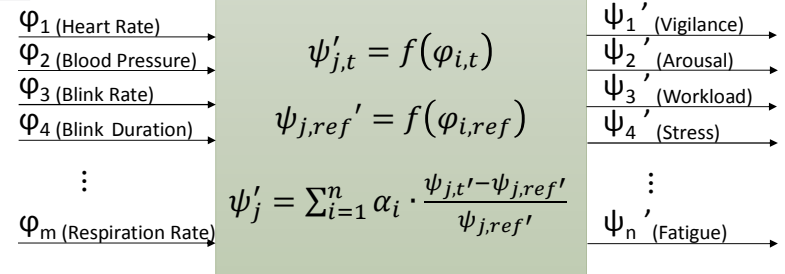 φ1 (Heart Rate)
φ2 (Blood Pressure)
φ3 (Blink Rate)
φ4 (Blink Duration)
⋮
φm (Respiration Rate)
ψ′j,t = f(φi,t)
ψj,ref′ = f(φi,ref)
ψ′j = ∑ⁿi=1 αi · (ψj,t′−ψj,ref′)/(ψj,ref′)
ψ1′ (Vigilance)
ψ2′ (Arousal)
ψ3′ (Workload)
ψ4′ (Stress)
⋮
ψn′ (Fatigue)